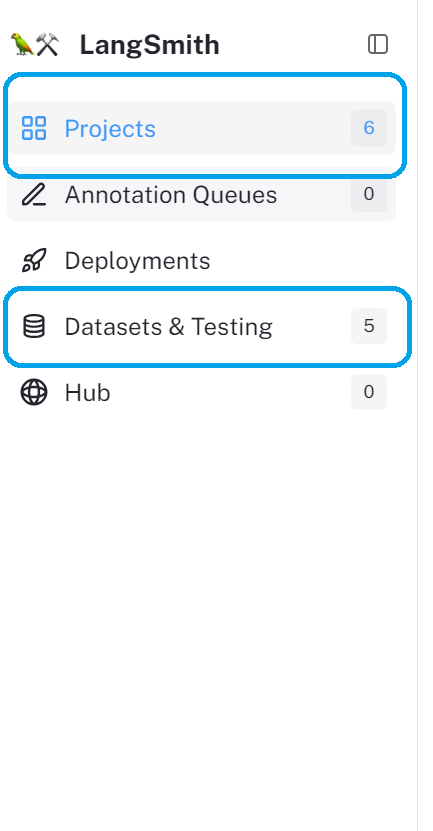 LangSmith
Projects 6
Annotation Queues 0
Deployments
Datasets & Testing 5
Hub 0